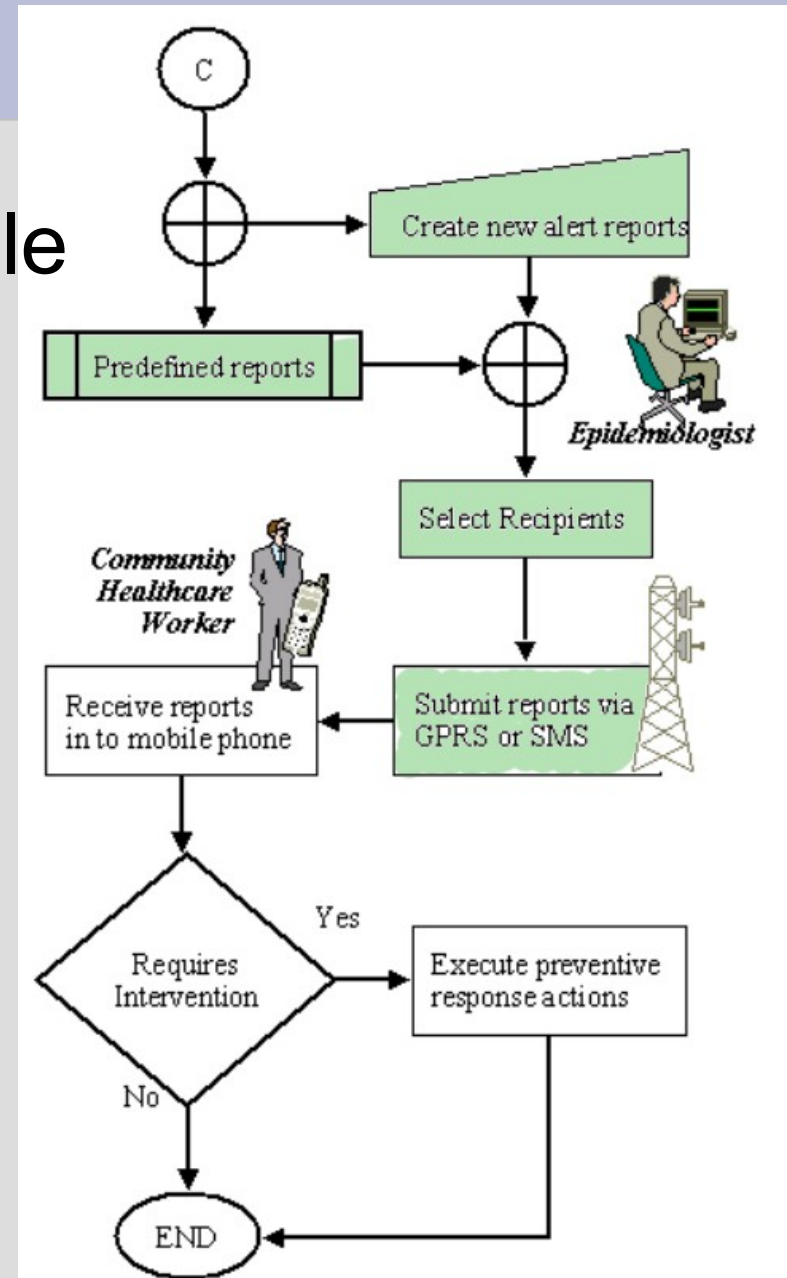 C
le
Create new alert reports
Predefined reports
Epidemiologist
Select Recipients
Community
Healthcare
Worker
Receive reports
in to mobile phone
Submit reports via
GPRS or SMS
Yes
Requires
Intervention
Execute preventive
response actions
No
END